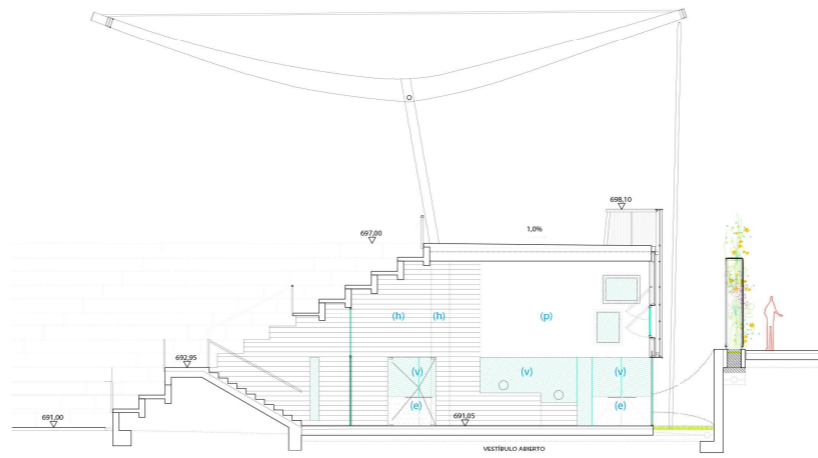 698,10
697,00
1,0%
(h) (h) (p)
692,95
(v) (v) (v)
(e) (e)
691,00
691,05
VESTÍBULO ABIERTO